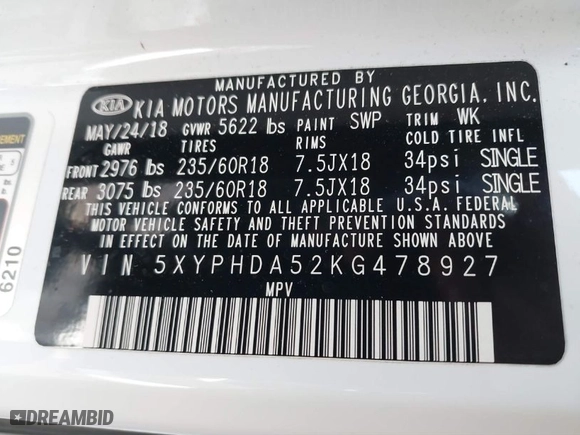 MANUFACTURED BY
KIA KIA MOTORS MANUFACTURING GEORGIA, INC.
MAY/24/18 GVWR 5622 lbs PAINT SWP TRIM WK
GAWR TIRES RIMS COLD TIRE INFL
FRONT 2976 lbs 235/60R18 7.5JX18 34psi SINGLE
REAR 3075 lbs 235/60R18 7.5JX18 34psi SINGLE
THIS VEHICLE CONFORMS TO ALL APPLICABLE U.S.A. FEDERAL
MOTOR VEHICLE SAFETY AND THEFT PREVENTION STANDARDS
IN EFFECT ON THE DATE OF MANUFACTURE SHOWN ABOVE.
VIN 5XYPHDA52KG478927
MPV
6210
DREAMBID